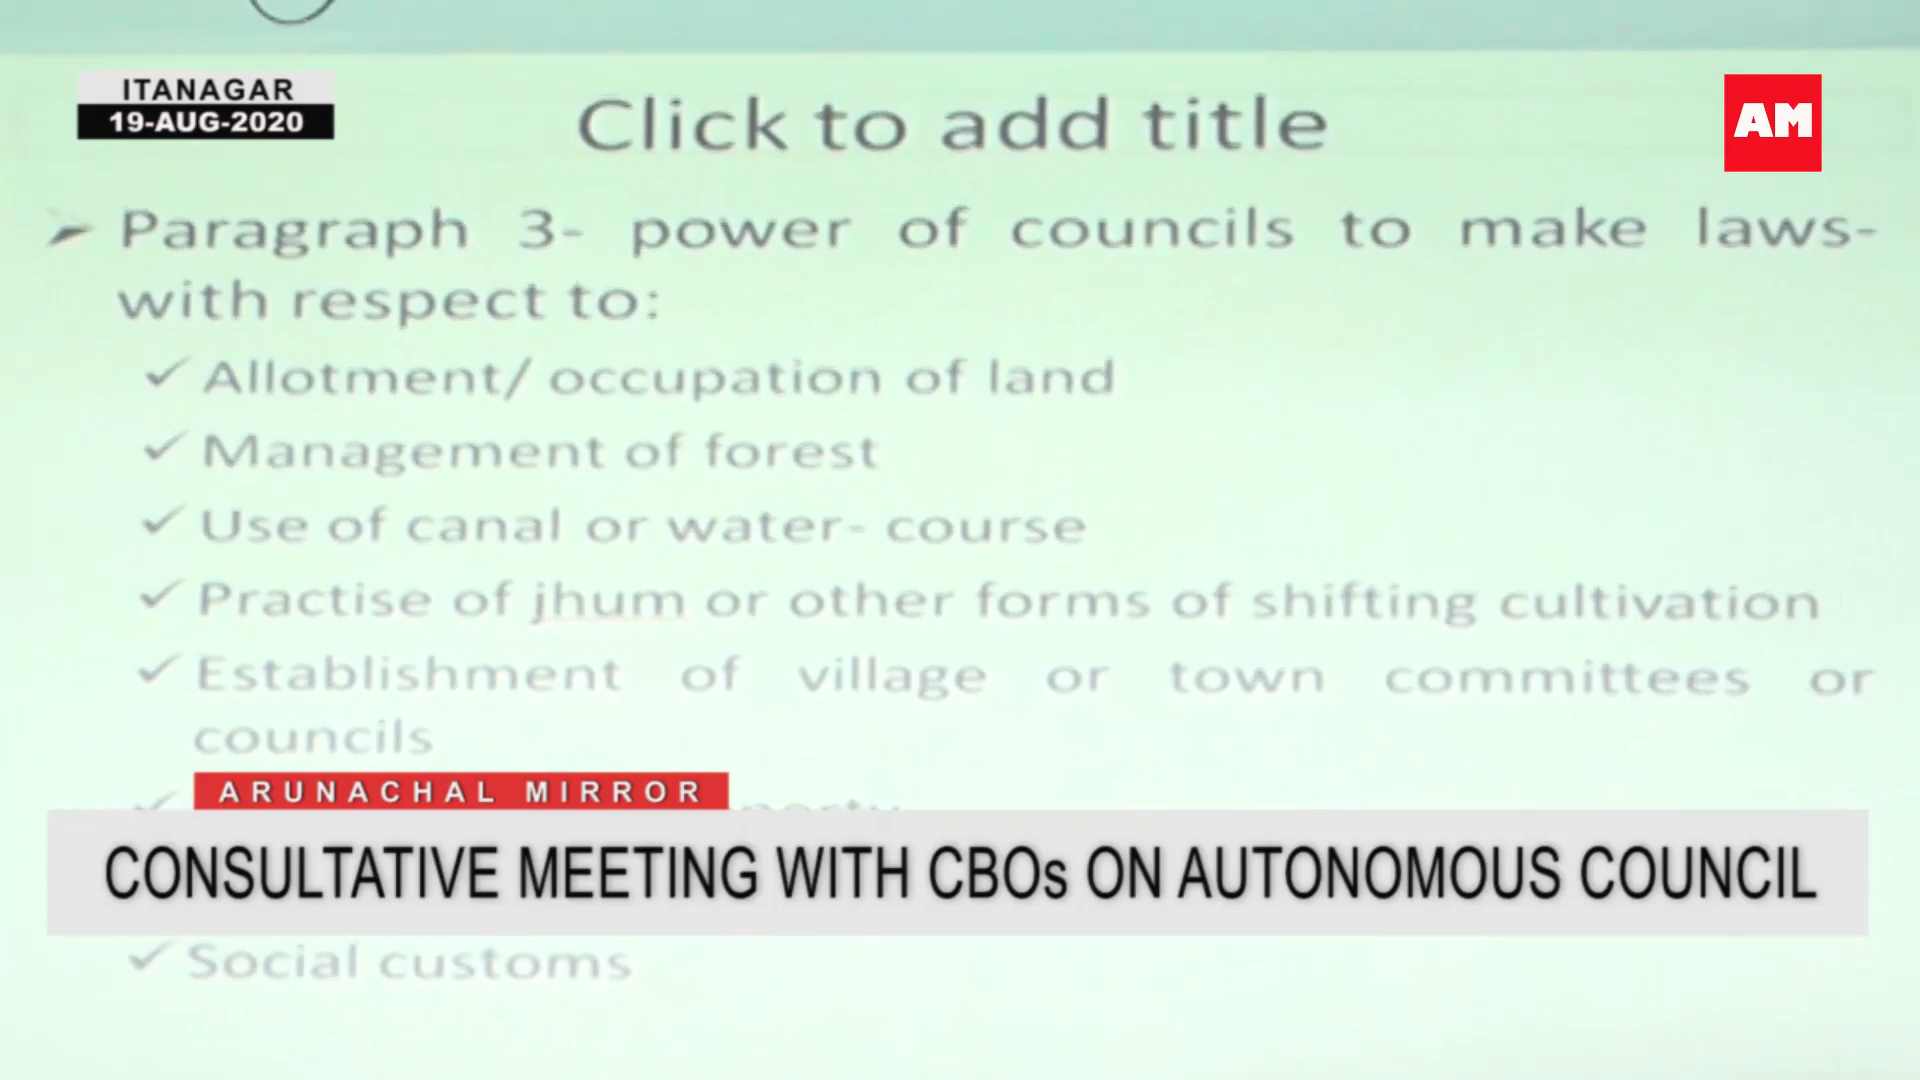 ITANAGAR
19-AUG-2020
AM
Click to add title
Paragraph 3- power of councils to make laws-
with respect to:
Allotment/ occupation of land
Management of forest
Use of canal or water- course
Practise of jhum or other forms of shifting cultivation
Establishment of village or town committees or
councils
ARUNACHAL MIRROR
CONSULTATIVE MEETING WITH CBOs ON AUTONOMOUS COUNCIL
Social customs